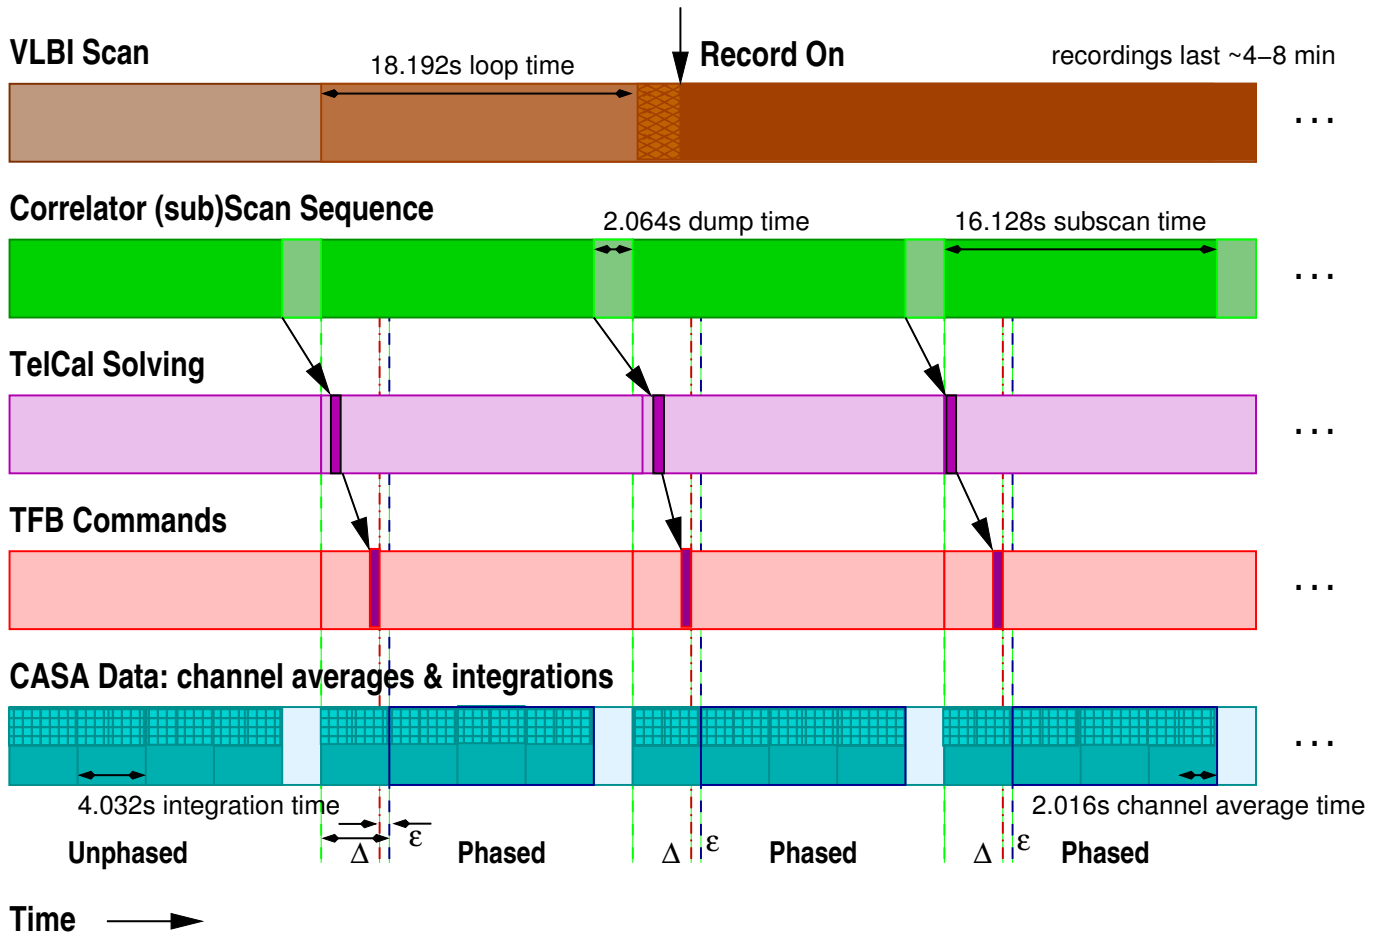 VLBI Scan
18.192s loop time
Record On
recordings last ~4–8 min
...
Correlator (sub)Scan Sequence
2.064s dump time
16.128s subscan time
...
TelCal Solving
...
TFB Commands
...
CASA Data: channel averages & integrations
...
4.032s integration time
2.016s channel average time
Unphased
Δ
ε
Phased
Δ
ε
Phased
Δ
ε
Phased
Time